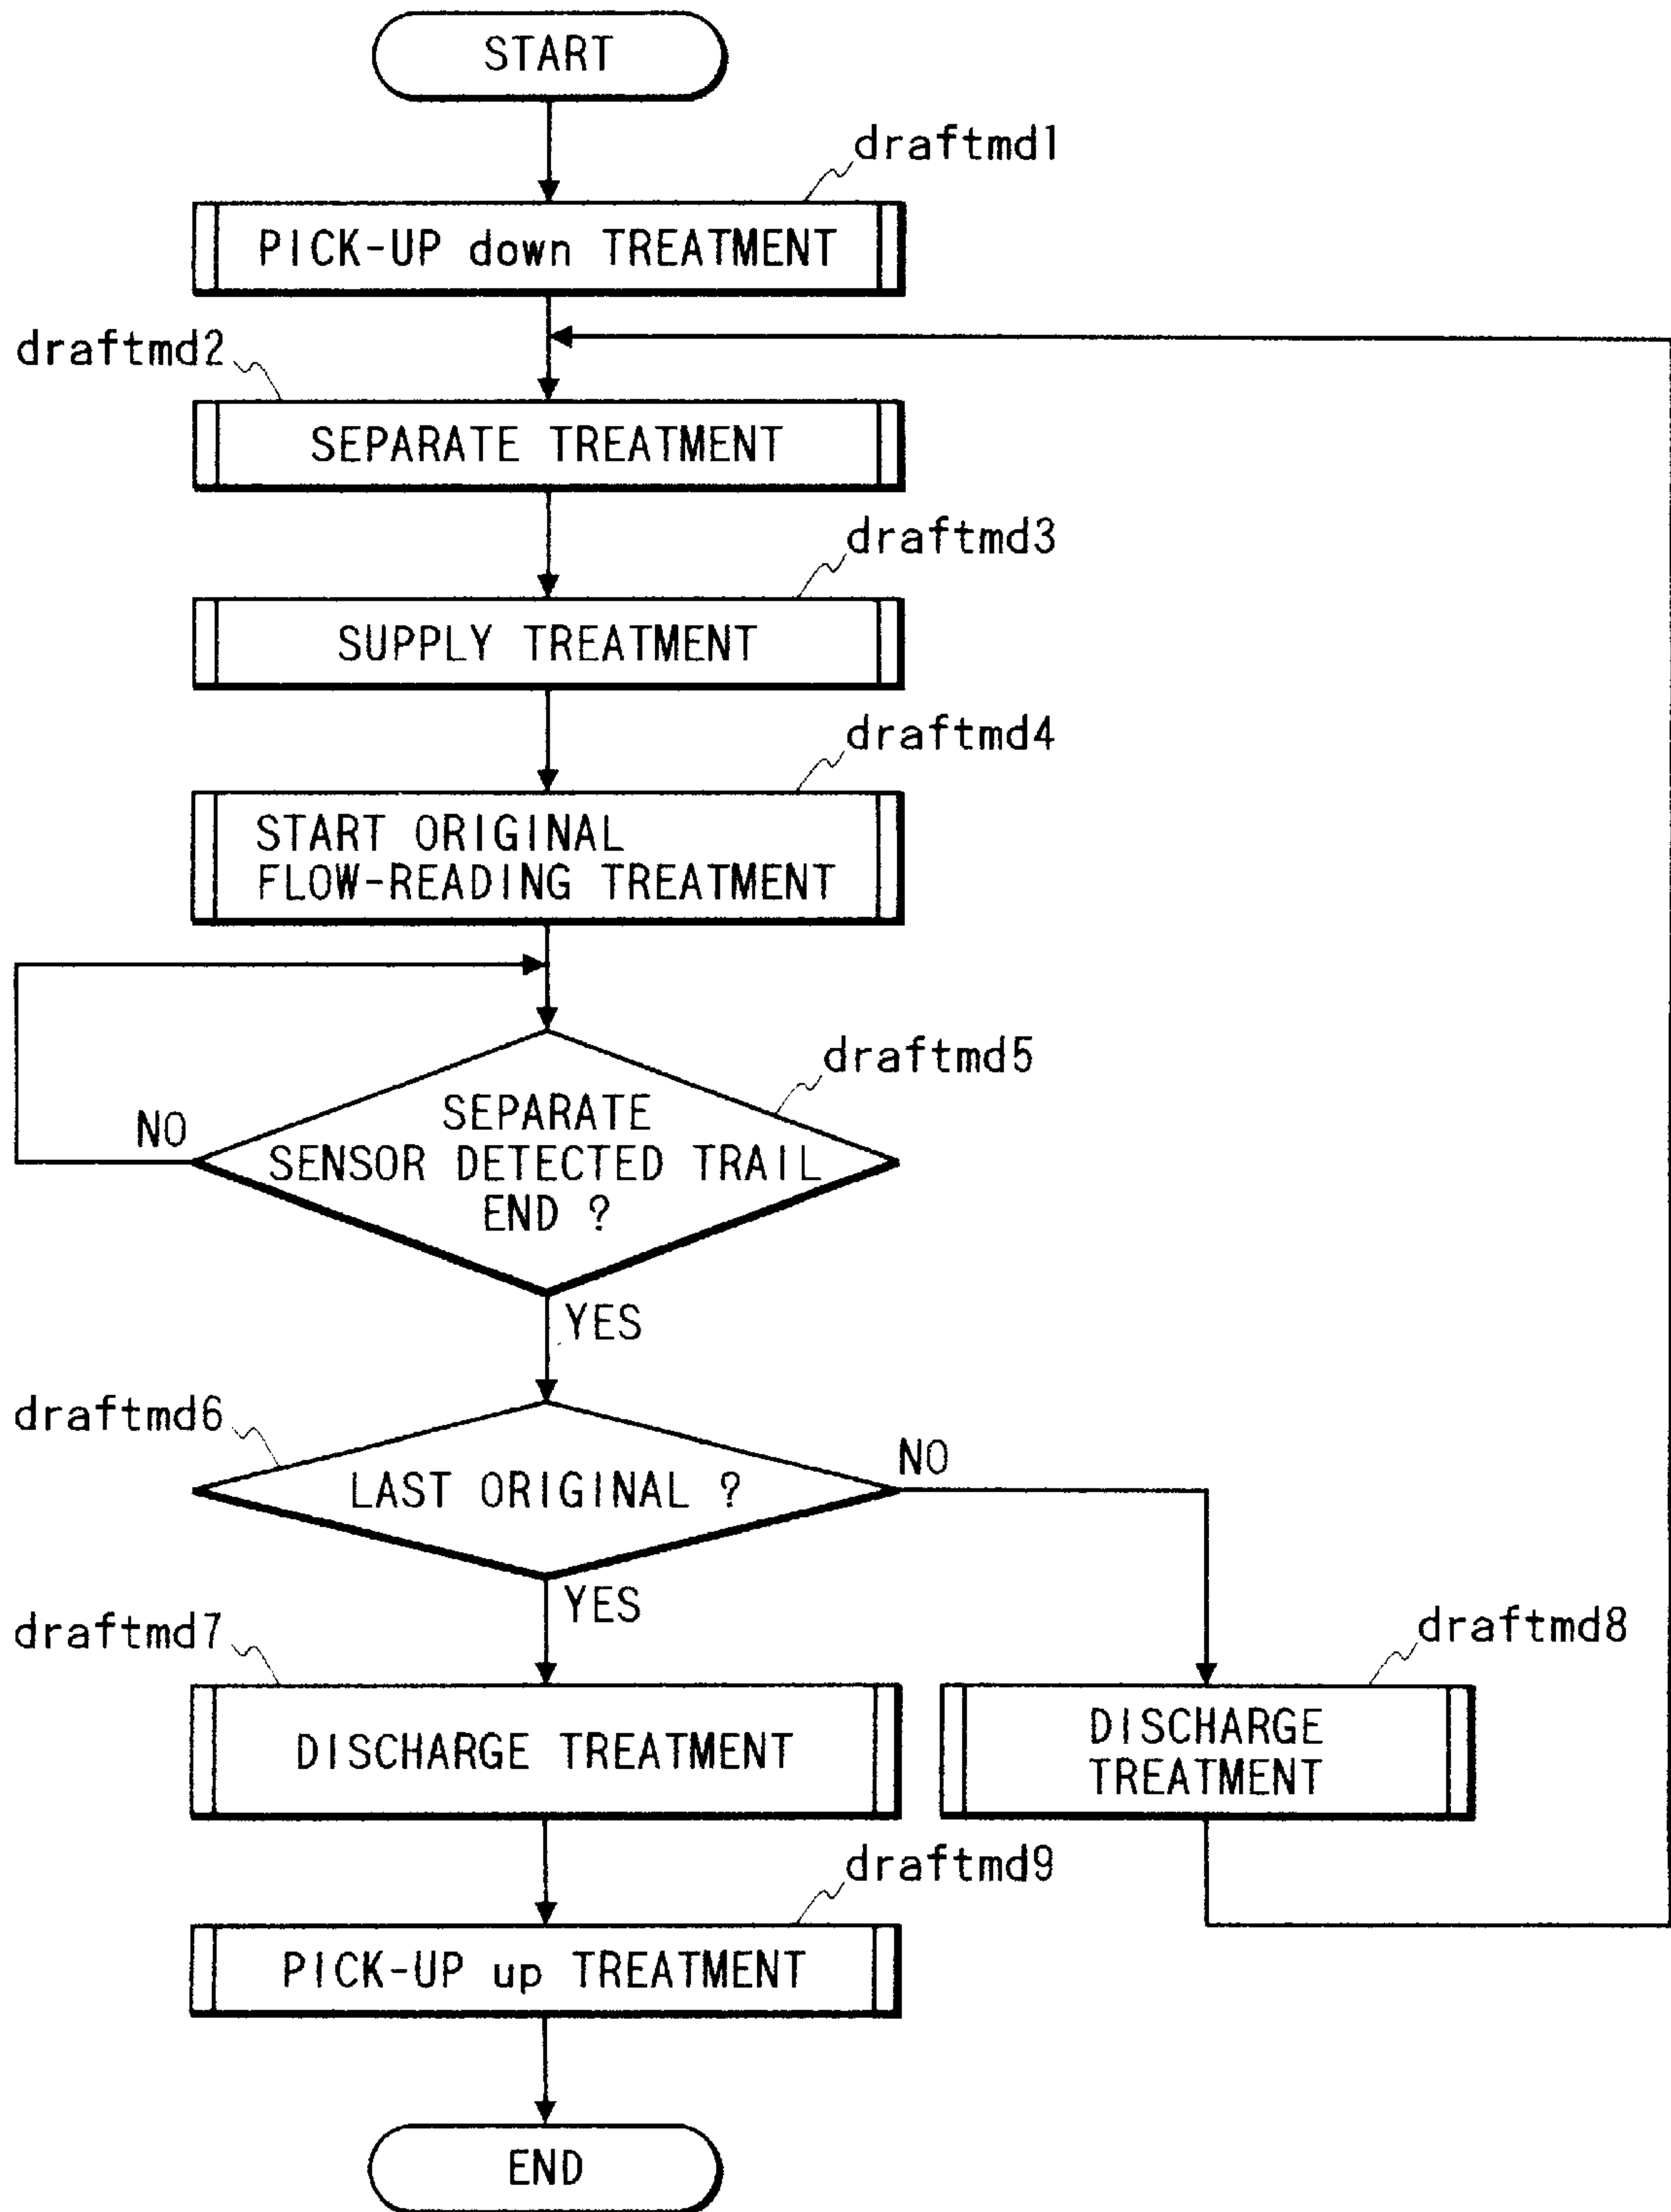 START
draftmd1
PICK-UP down TREATMENT
draftmd2
SEPARATE TREATMENT
draftmd3
SUPPLY TREATMENT
draftmd4
START ORIGINAL
FLOW-READING TREATMENT
draftmd5
SEPARATE
SENSOR DETECTED TRAIL
END ?
NO
YES
draftmd6
LAST ORIGINAL ?
NO
YES
draftmd7
DISCHARGE TREATMENT
draftmd8
DISCHARGE
TREATMENT
draftmd9
PICK-UP up TREATMENT
END